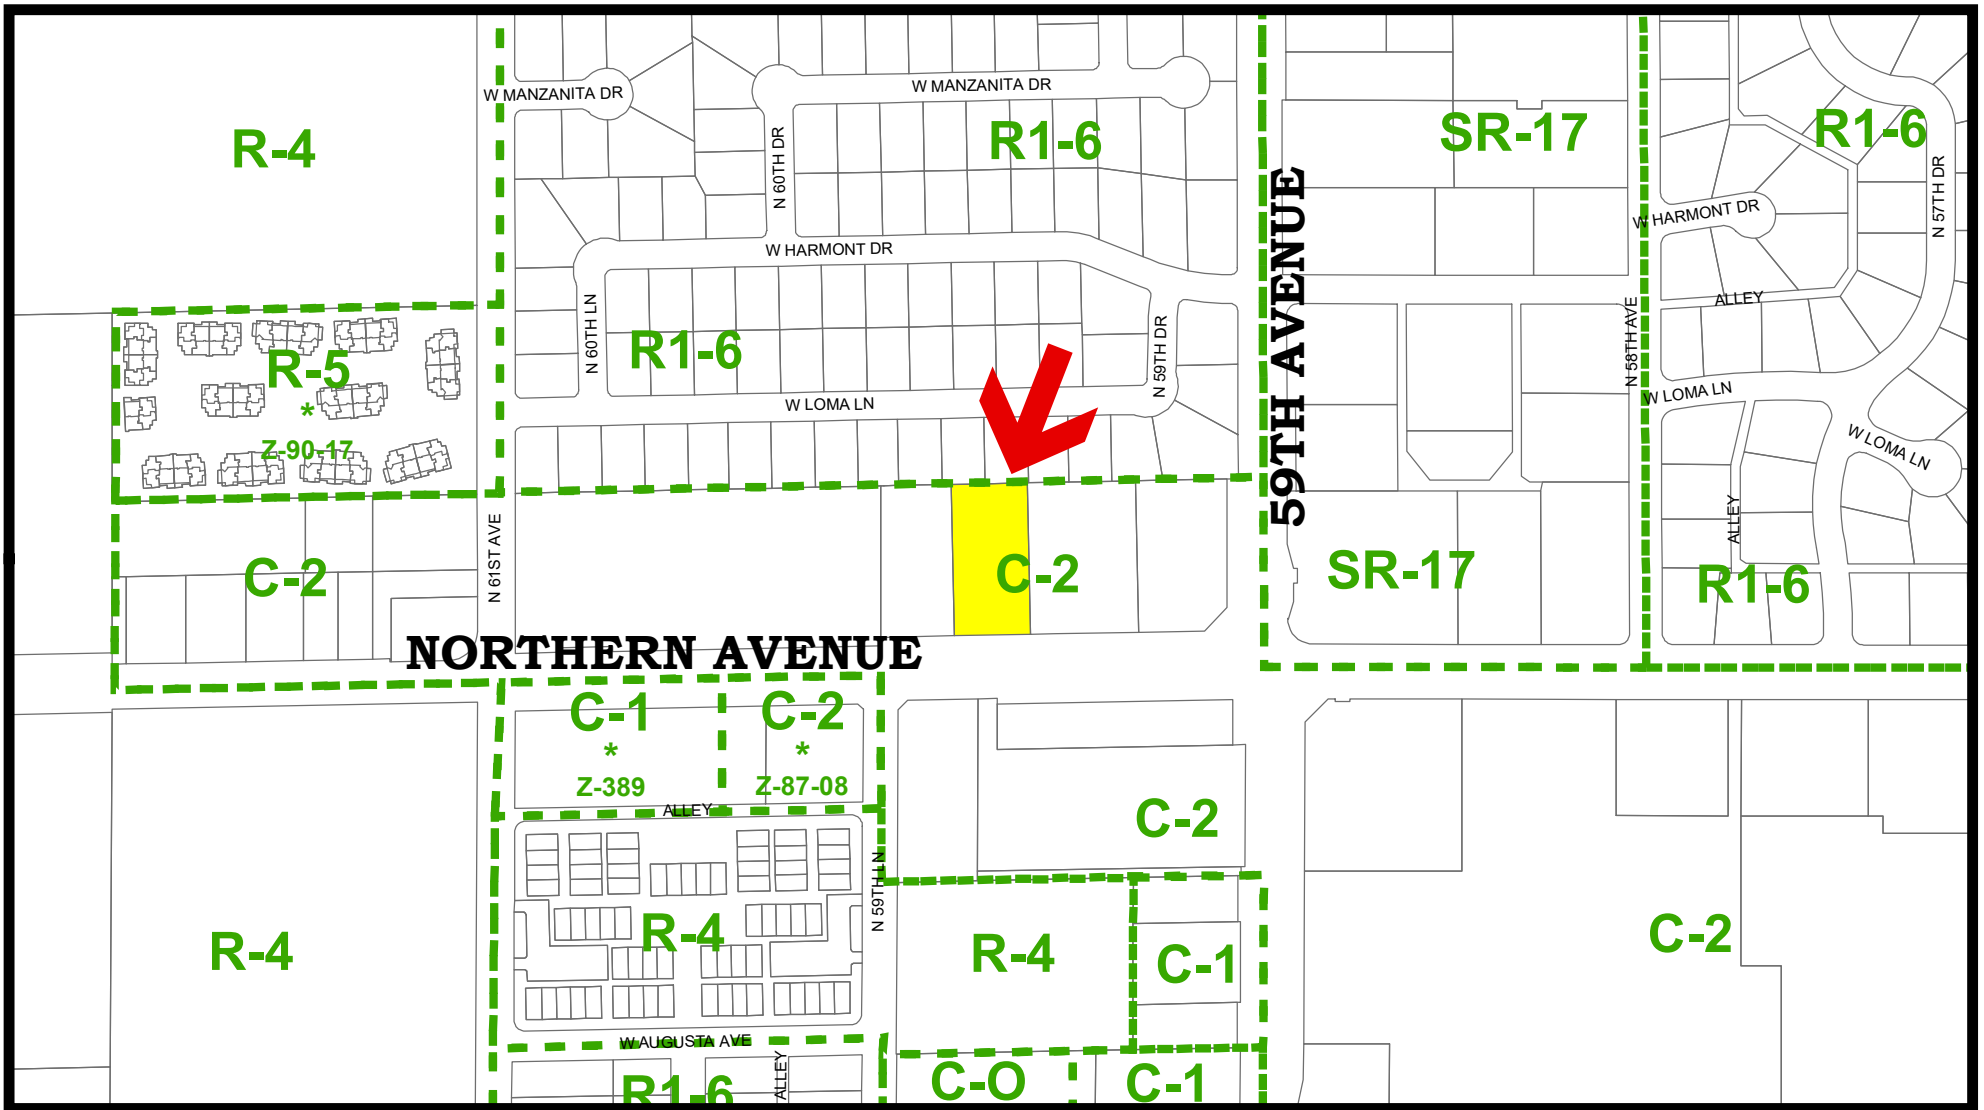 W MANZANITA DR
W MANZANITA DR
R-4
N 60TH DR
R1-6
SR-17
R1-6
N 57TH DR
W HARMONT DR
W HARMONT DR
59TH AVENUE
ALLEY
N 60TH LN
R1-6
N 59TH DR
N 58TH AVE
R-5
*
Z-90-17
W LOMA LN
W LOMA LN
W LOMA LN
ALLEY
N 61ST AVE
C-2
C-2
SR-17
R1-6
NORTHERN AVENUE
C-1
*
Z-389
C-2
*
Z-87-08
ALLEY
C-2
N 59TH LN
R-4
R-4
R-4
C-1
C-2
W AUGUSTA AVE
ALLEY
R1-6
C-O
C-1